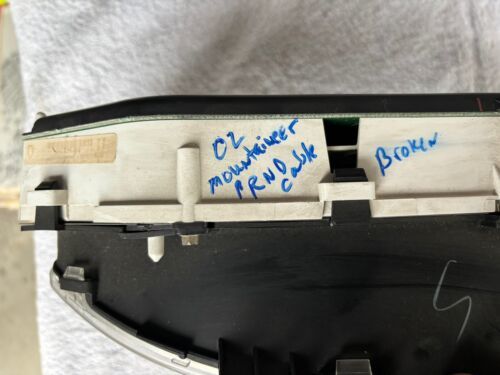 02
mountaineer
PRND
Cable
Broken